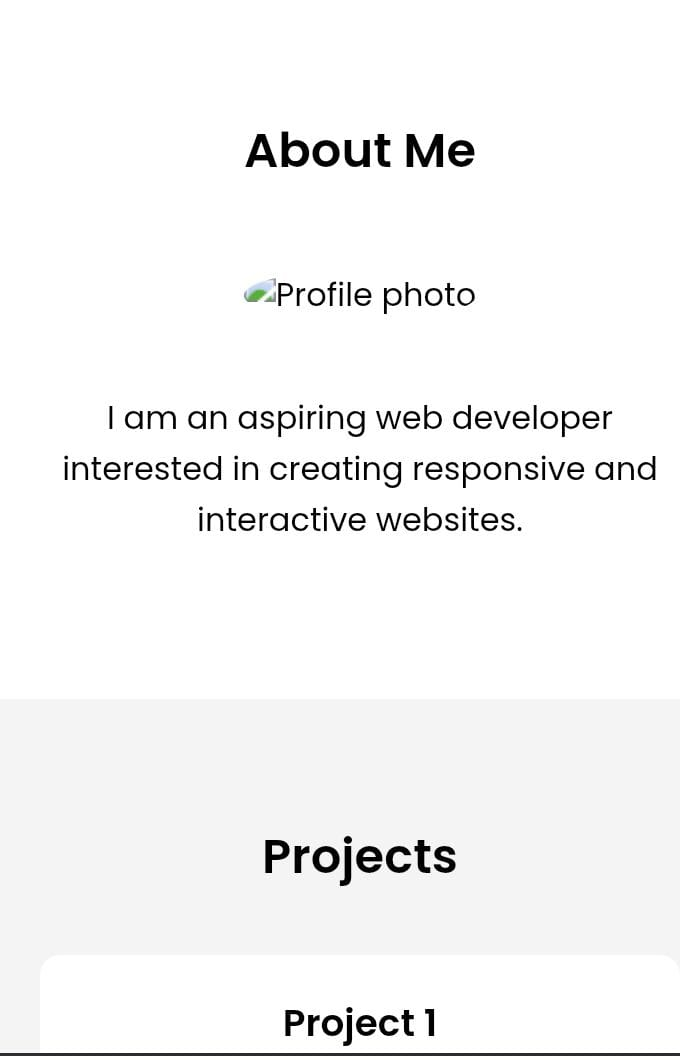 About Me
Profile photo
I am an aspiring web developer
interested in creating responsive and
interactive websites.
Projects
Project 1